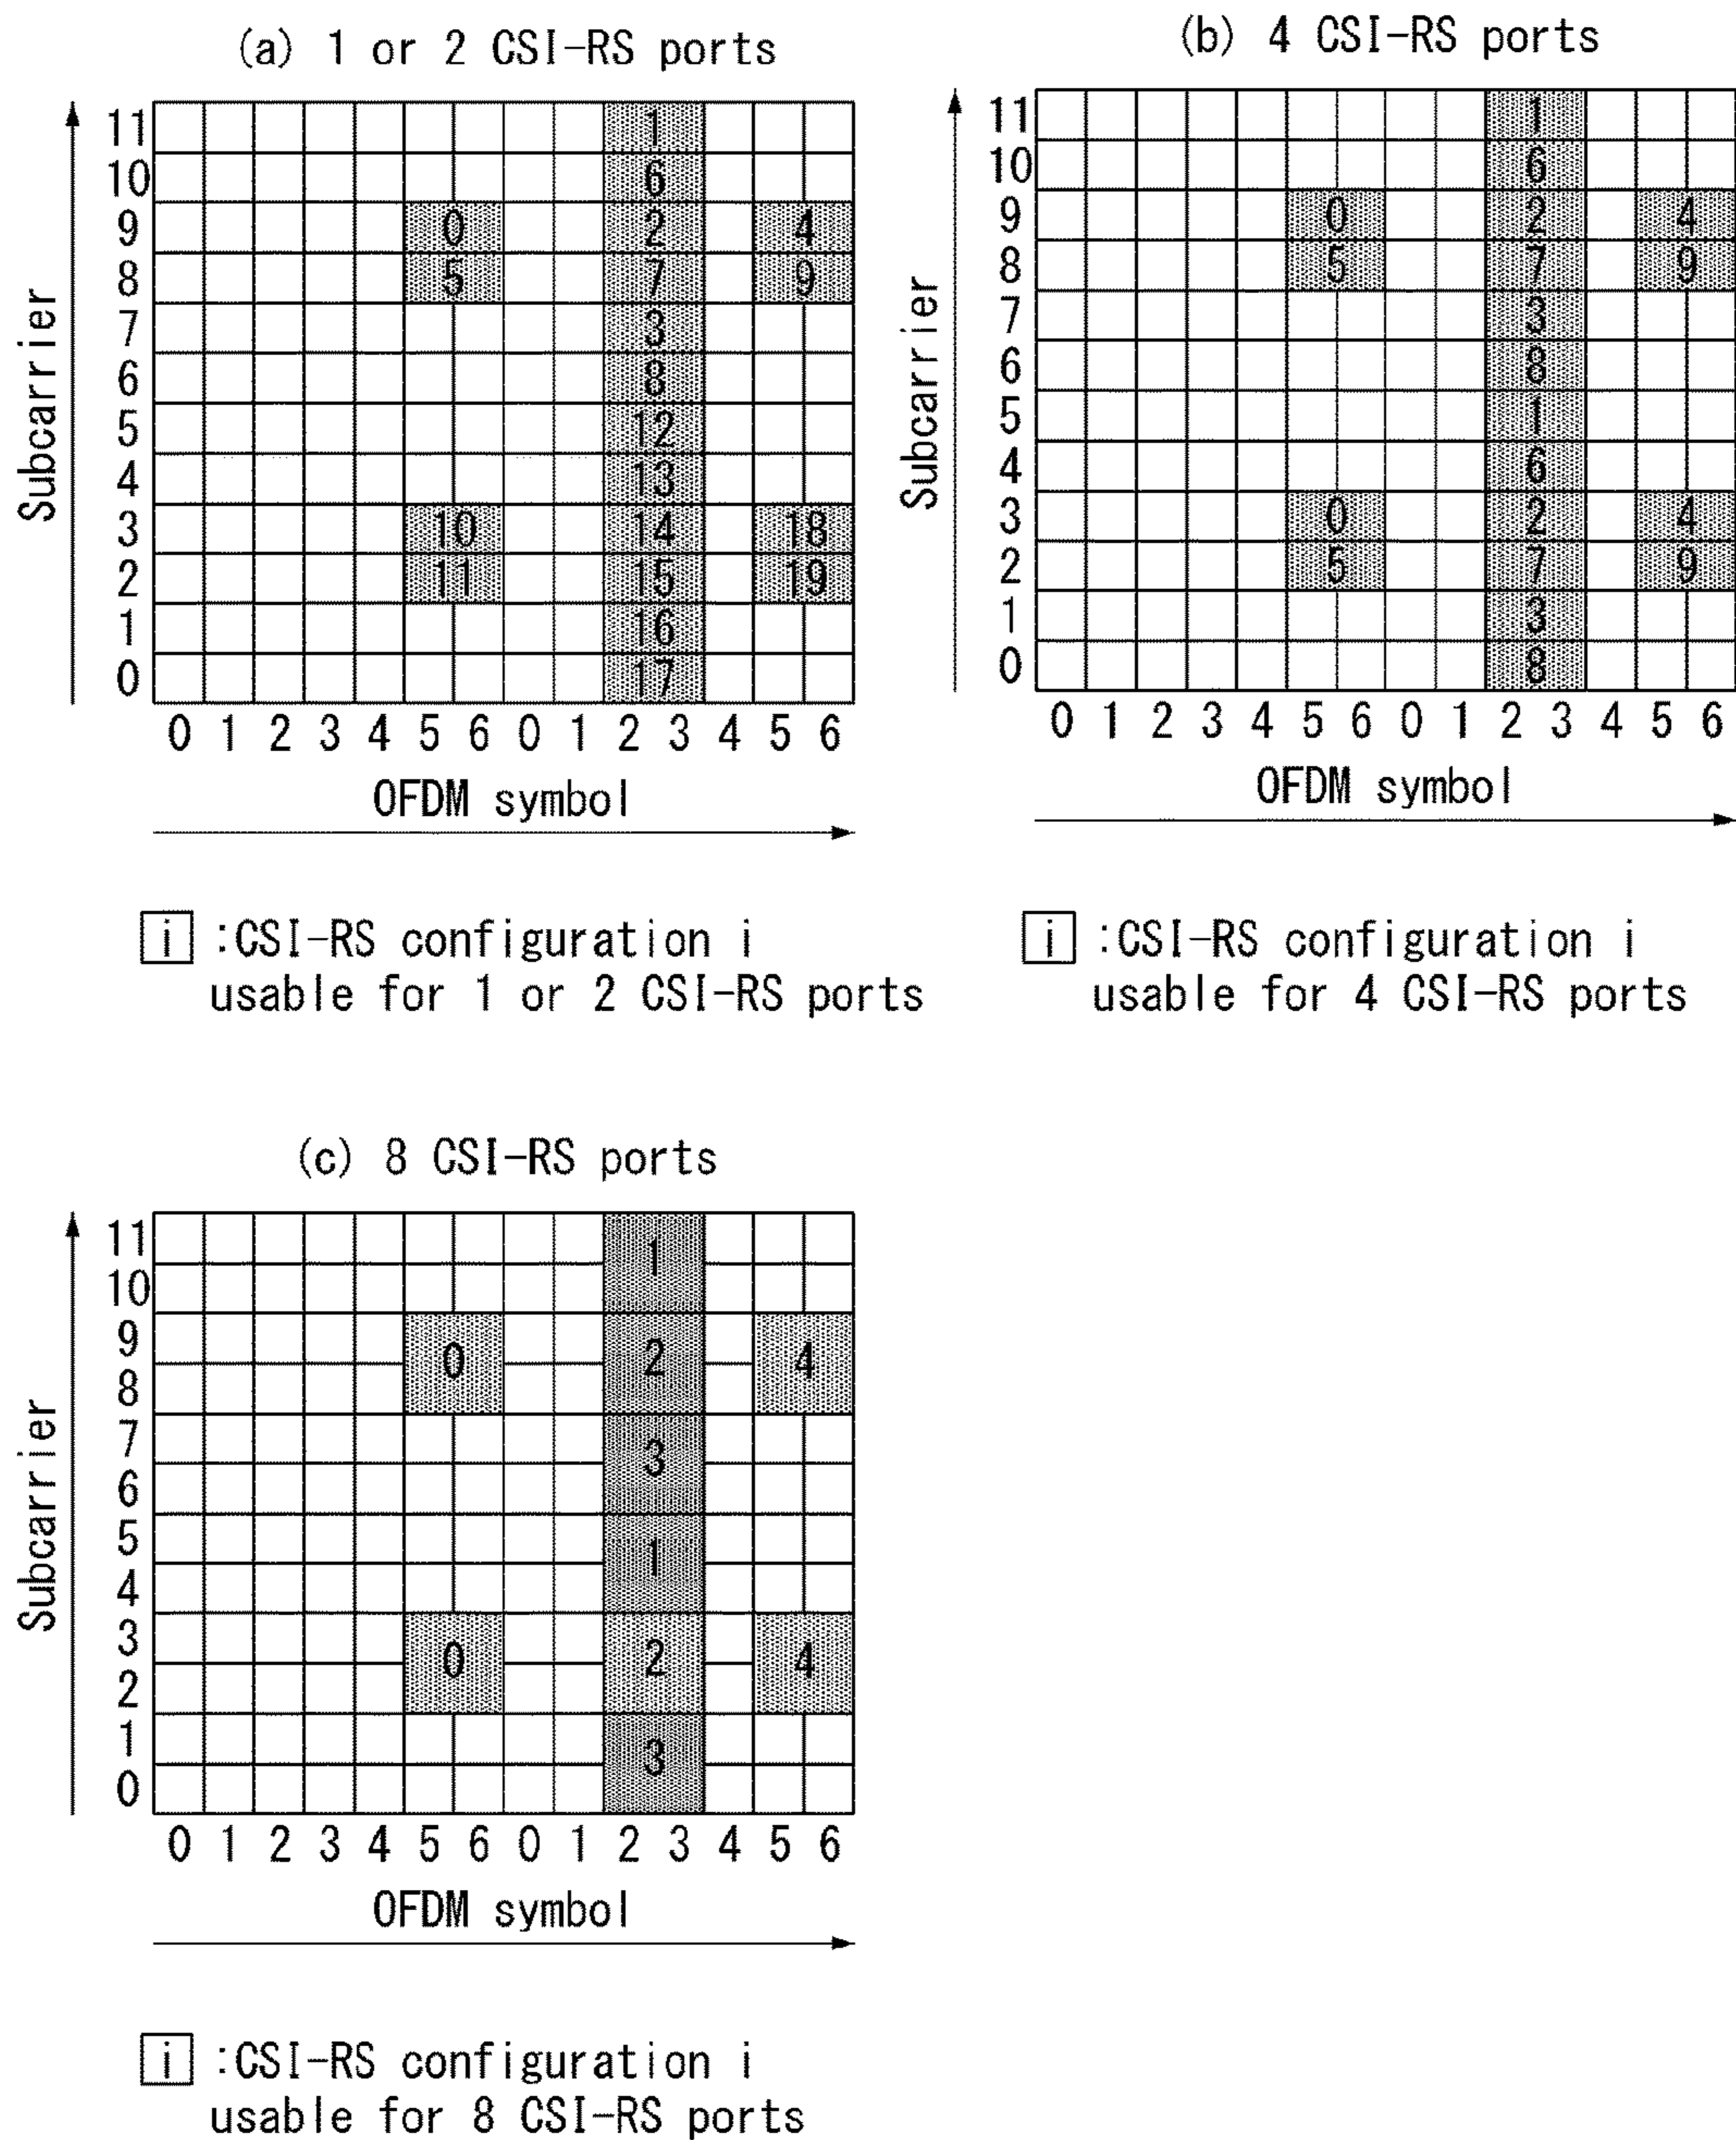 (a) 1 or 2 CSI-RS ports
Subcarrier
11 1
10 6
9 0 2 4
8 5 7 9
7 3
6 8
5 12
4 13
3 10 14 18
2 11 15 19
1 16
0 17
0 1 2 3 4 5 6 0 1 2 3 4 5 6
OFDM symbol
i :CSI-RS configuration i
usable for 1 or 2 CSI-RS ports
(b) 4 CSI-RS ports
Subcarrier
11 1
10 6
9 0 2 4
8 5 7 9
7 3
6 8
5 1
4 6
3 0 2 4
2 5 7 9
1 3
0 8
0 1 2 3 4 5 6 0 1 2 3 4 5 6
OFDM symbol
i :CSI-RS configuration i
usable for 4 CSI-RS ports
(c) 8 CSI-RS ports
Subcarrier
11
1
10
9
0 2 4
8
7
3
6
5
1
4
3
0 2 4
2
1
3
0
0 1 2 3 4 5 6 0 1 2 3 4 5 6
OFDM symbol
i :CSI-RS configuration i
usable for 8 CSI-RS ports